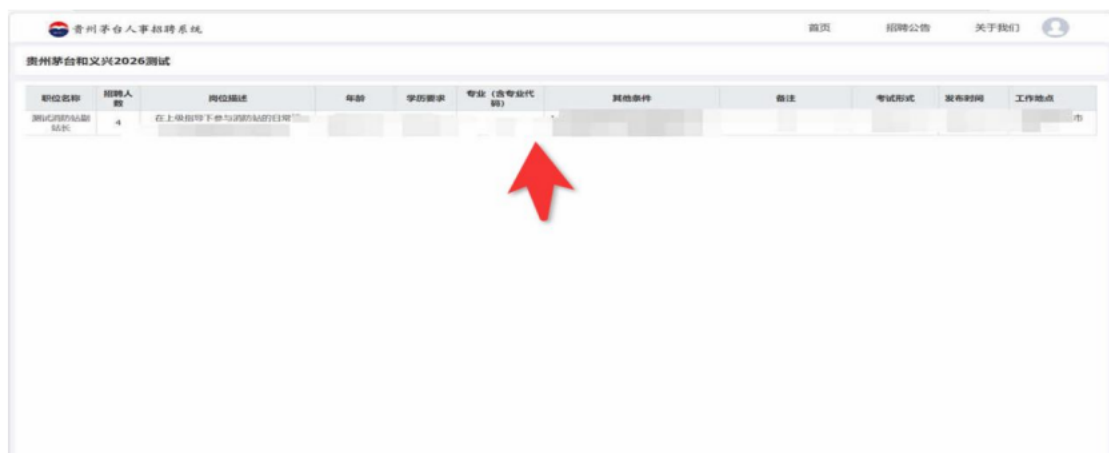 贵州茅台人事招聘系统 首页 招聘公告 关于我们
贵州茅台和义兴2026测试
职位名称 招聘人数 岗位描述 年龄 学历要求 专业（含专业代码） 其他条件 备注 考试形式 发布时间 工作地点
测试消防站副站长 4 在上级指导下参与消防站的日常 市